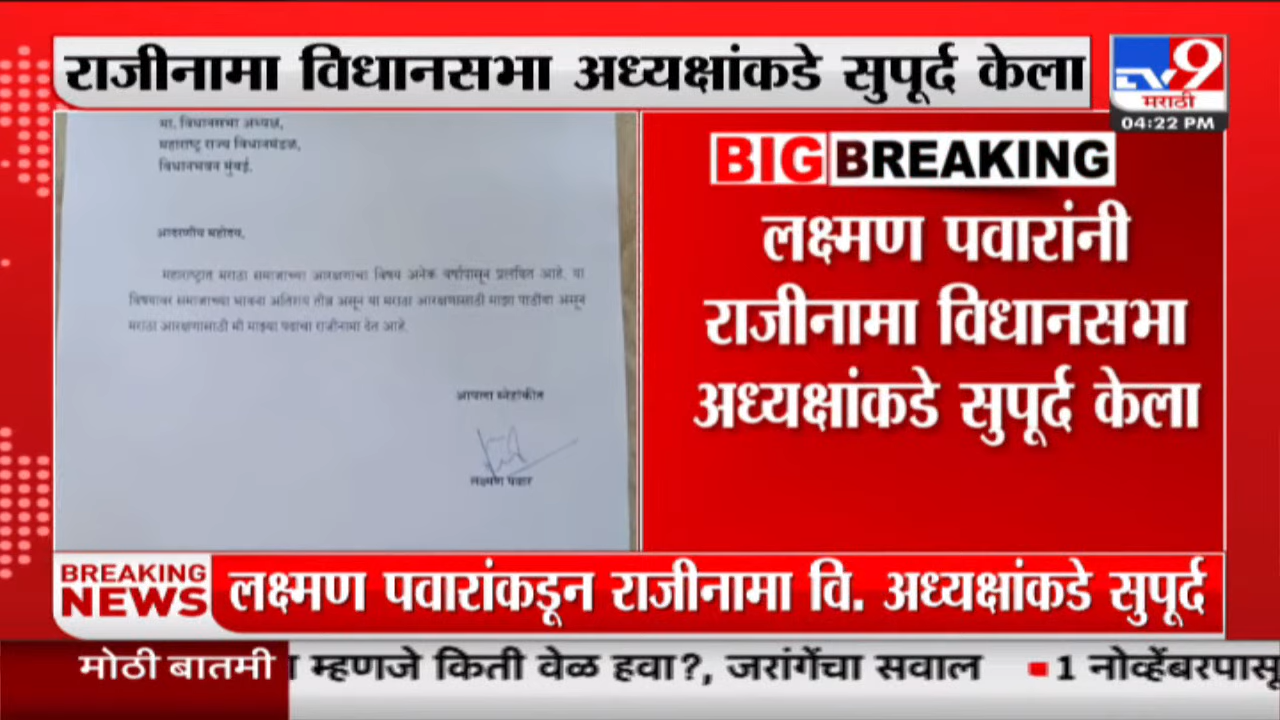 राजीनामा विधानसभा अध्यक्षांकडे सुपूर्द केला
TV9
मराठी
04:22 PM
मा. विधानसभा अध्यक्ष,
महाराष्ट्र राज्य विधानमंडळ,
विधानभवन मुंबई.
आदरणीय महोदय,
महाराष्ट्रात मराठा समाजाच्या आरक्षणाचा विषय अनेक वर्षापासून प्रलंबित आहे. या
विषयावर समाजाच्या भावना अतिशय तीव्र असून या मराठा आरक्षणासाठी माझा पाठींबा असून
मराठा आरक्षणासाठी मी माझ्या पदाचा राजीनामा देत आहे.
आपला स्नेहांकीत
लक्ष्मण पवार
BIG BREAKING
लक्ष्मण पवारांनी
राजीनामा विधानसभा
अध्यक्षांकडे सुपूर्द केला
BREAKING
NEWS
लक्ष्मण पवारांकडून राजीनामा वि. अध्यक्षांकडे सुपूर्द
मोठी बातमी
म्हणजे किती वेळ हवा?, जरांगेंचा सवाल
1 नोव्हेंबरपासू